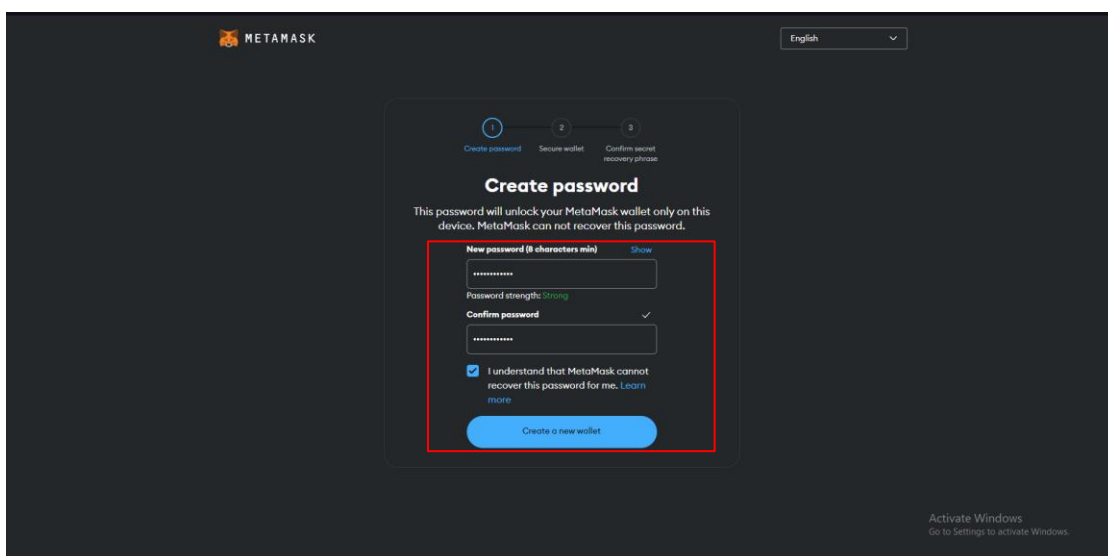 METAMASK
English
1 2 3
Create password Secure wallet Confirm secret
recovery phrase
Create password
This password will unlock your MetaMask wallet only on this
device. MetaMask can not recover this password.
New password (8 characters min) Show
••••••••••••
Password strength: Strong
Confirm password
••••••••••••
I understand that MetaMask cannot
recover this password for me. Learn
more
Create a new wallet
Activate Windows
Go to Settings to activate Windows.